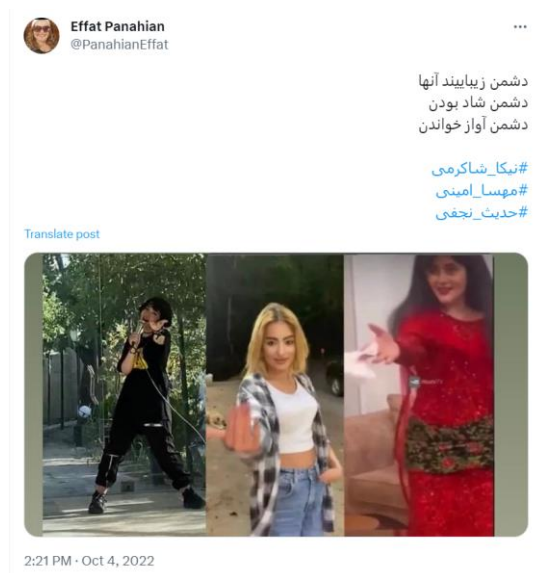 Effat Panahian
@PanahianEffat
دشمن زیباییند آنها
دشمن شاد بودن
دشمن آواز خواندن
#نیکا_شاکرمی
#مهسا_امینی
#حدیث_نجفی
Translate post
2:21 PM · Oct 4, 2022